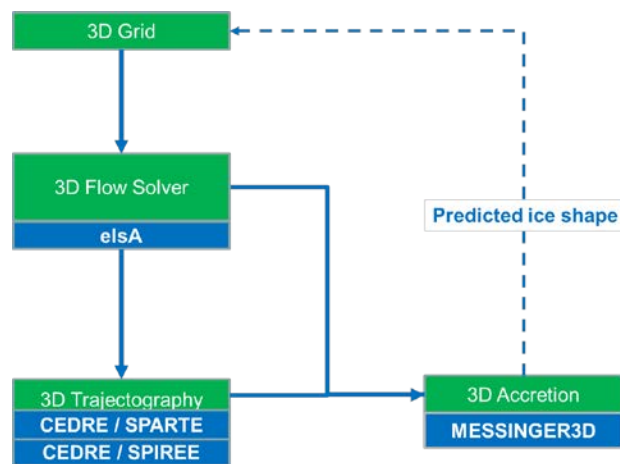 3D Grid
3D Flow Solver
elsA
Predicted ice shape
3D Trajectography
CEDRE / SPARTE
CEDRE / SPIREE
3D Accretion
MESSINGER3D